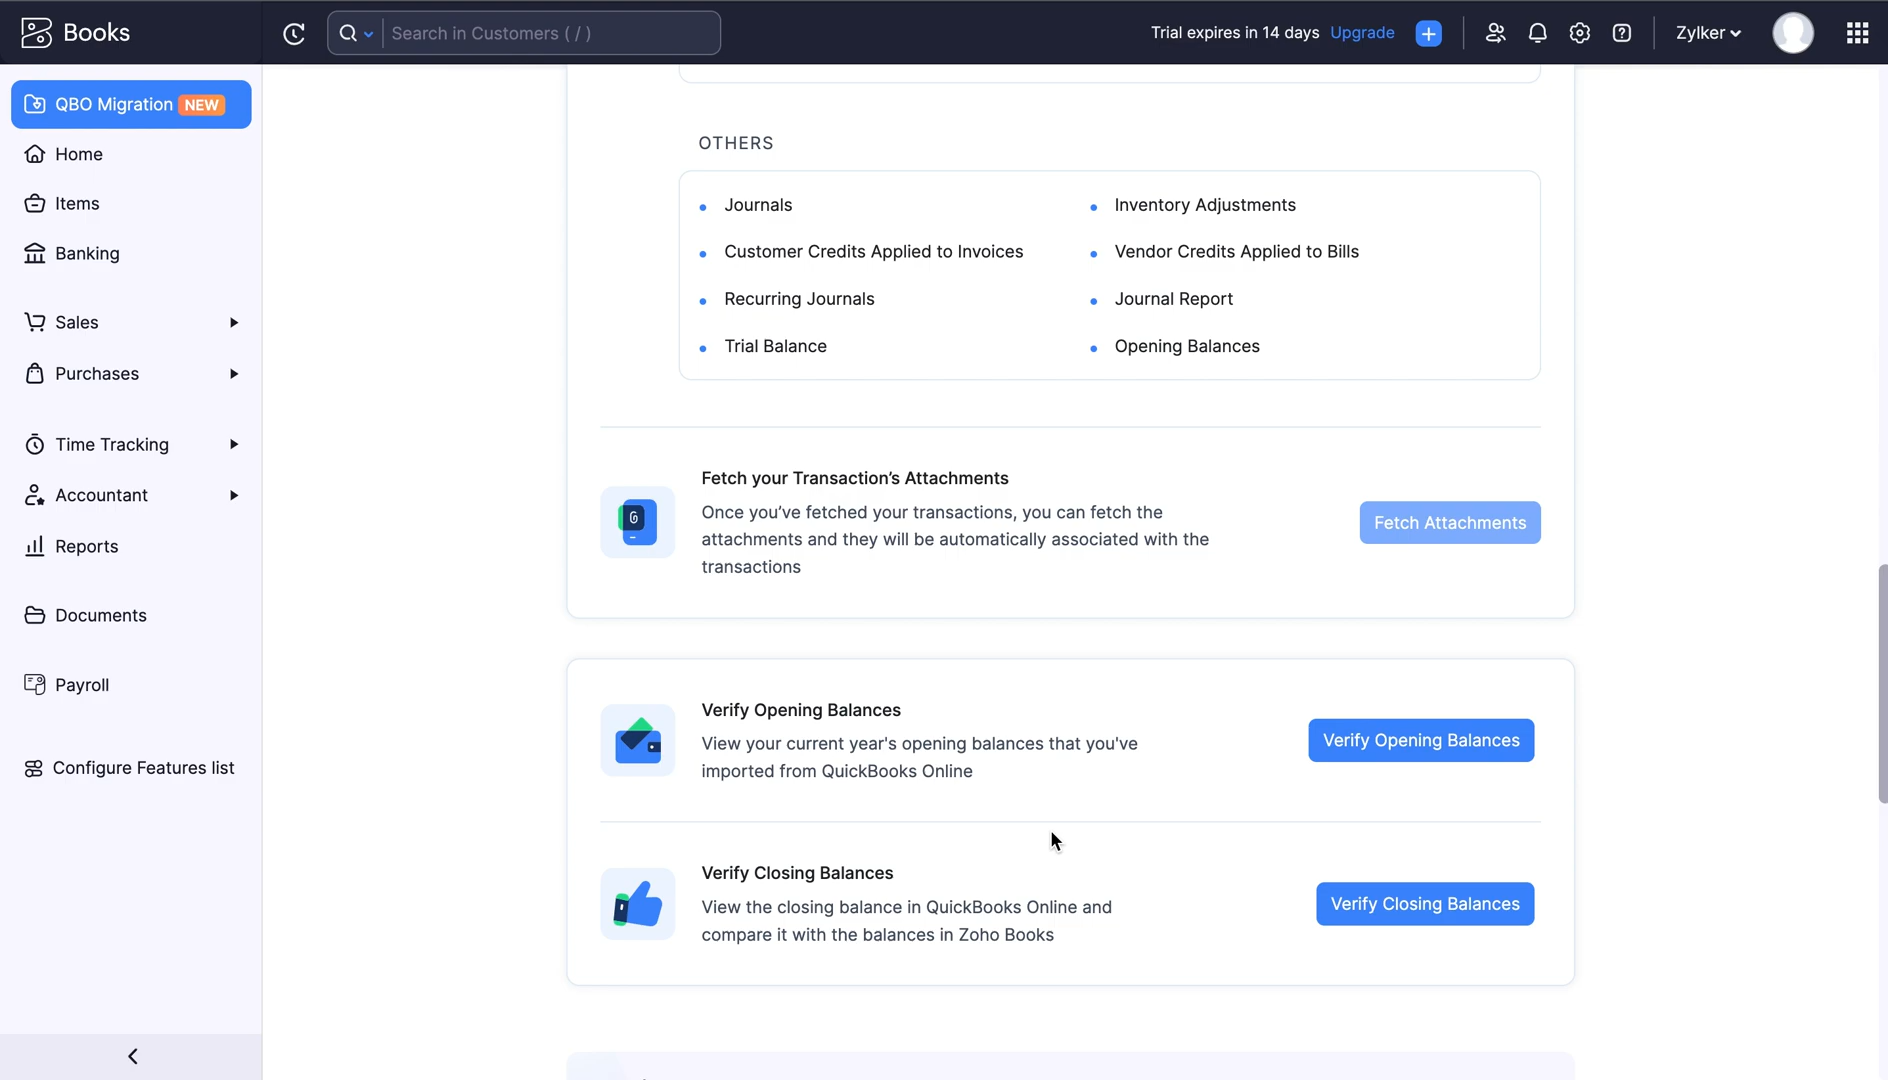 Books
Search in Customers ( / )
Trial expires in 14 days Upgrade
Zylker
QBO Migration NEW
Home
Items
Banking
Sales
Purchases
Time Tracking
Accountant
Reports
Documents
Payroll
Configure Features list
OTHERS
Journals
Inventory Adjustments
Customer Credits Applied to Invoices
Vendor Credits Applied to Bills
Recurring Journals
Journal Report
Trial Balance
Opening Balances
Fetch your Transaction’s Attachments
Once you’ve fetched your transactions, you can fetch the
attachments and they will be automatically associated with the
transactions
Fetch Attachments
Verify Opening Balances
View your current year's opening balances that you've
imported from QuickBooks Online
Verify Opening Balances
Verify Closing Balances
View the closing balance in QuickBooks Online and
compare it with the balances in Zoho Books
Verify Closing Balances